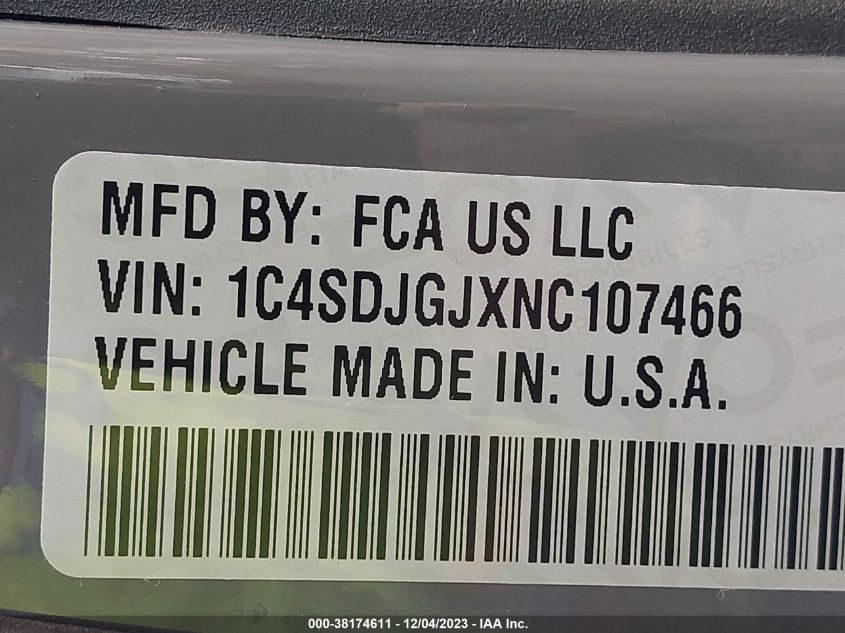 MFD BY: FCA US LLC
VIN: 1C4SDJGJXNC107466
VEHICLE MADE IN: U.S.A.
000-38174611 - 12/04/2023 - IAA Inc.